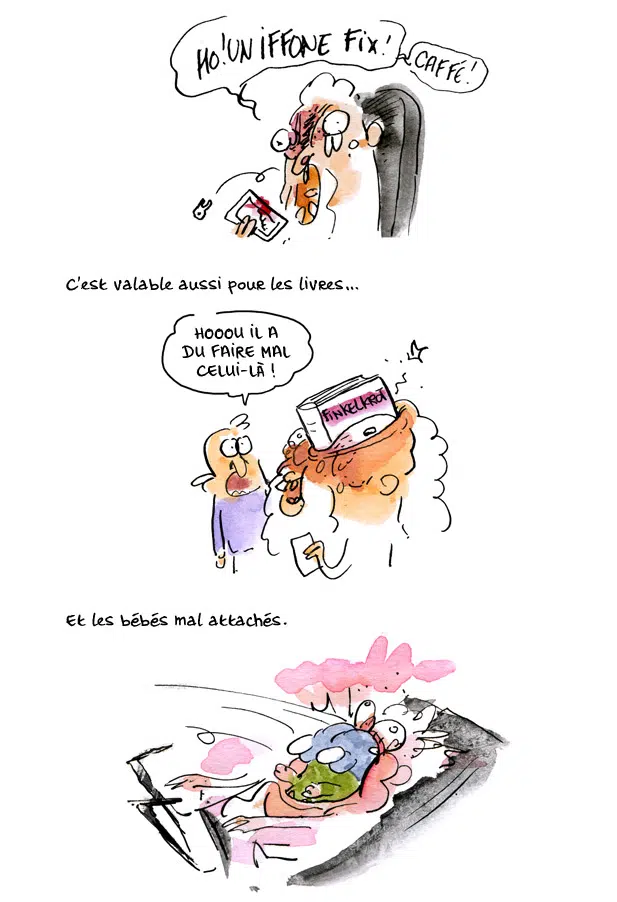 HO! UN IFFONE FIX!
CAFFÉ!
C'est valable aussi pour les livres...
HOOOU IL A
DU FAIRE MAL
CELUI-LÀ !
FINKELKROT
Et les bébés mal attachés.